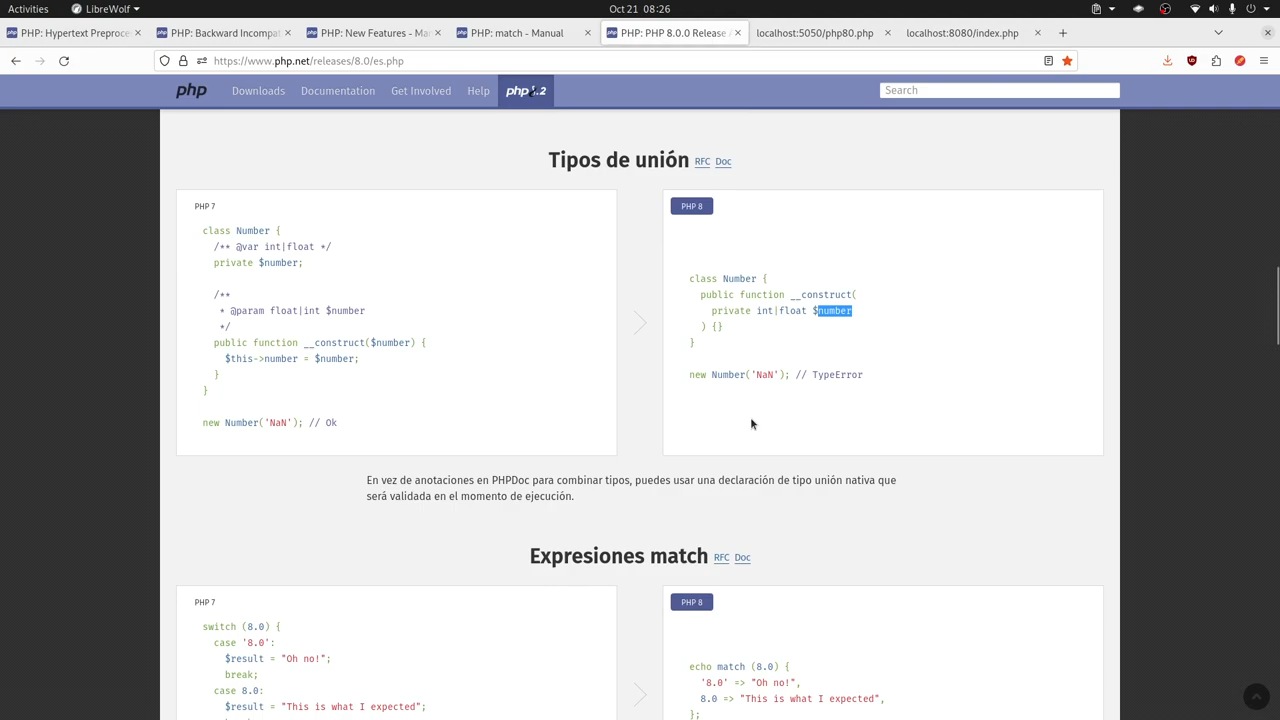 Activities LibreWolf Oct 21 08:26
PHP: Hypertext Preproce PHP: Backward Incompat PHP: New Features - Ma PHP: match - Manual PHP: PHP 8.0.0 Release A localhost:5050/php80.php localhost:8080/index.php
https://www.php.net/releases/8.0/es.php
php Downloads Documentation Get Involved Help Search
Tipos de unión RFC Doc
PHP 7
class Number {
/** @var int|float */
private $number;
/**
* @param float|int $number
*/
public function __construct($number) {
$this->number = $number;
}
}
new Number('NaN'); // Ok
PHP 8
class Number {
public function __construct(
private int|float $number
) {}
}
new Number('NaN'); // TypeError
En vez de anotaciones en PHPDoc para combinar tipos, puedes usar una declaración de tipo unión nativa que
será validada en el momento de ejecución.
Expresiones match RFC Doc
PHP 7
switch (8.0) {
case '8.0':
$result = "Oh no!";
break;
case 8.0:
$result = "This is what I expected";
PHP 8
echo match (8.0) {
'8.0' => "Oh no!",
8.0 => "This is what I expected",
};